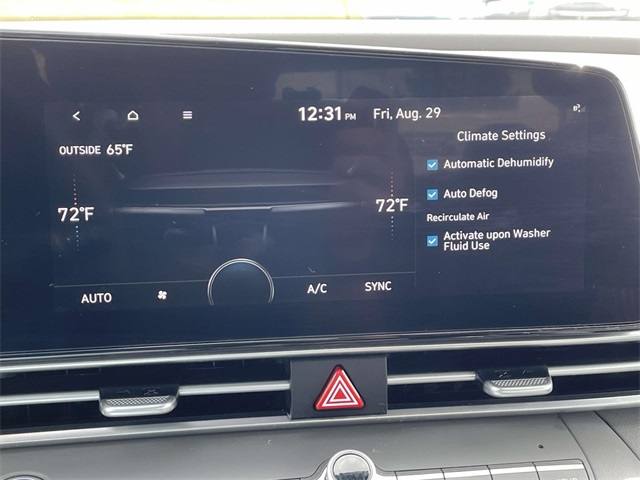 12:31 PM Fri, Aug. 29
Climate Settings
OUTSIDE 65°F
Automatic Dehumidify
Auto Defog
72°F
72°F
Recirculate Air
Activate upon Washer
Fluid Use
AUTO
A/C
SYNC